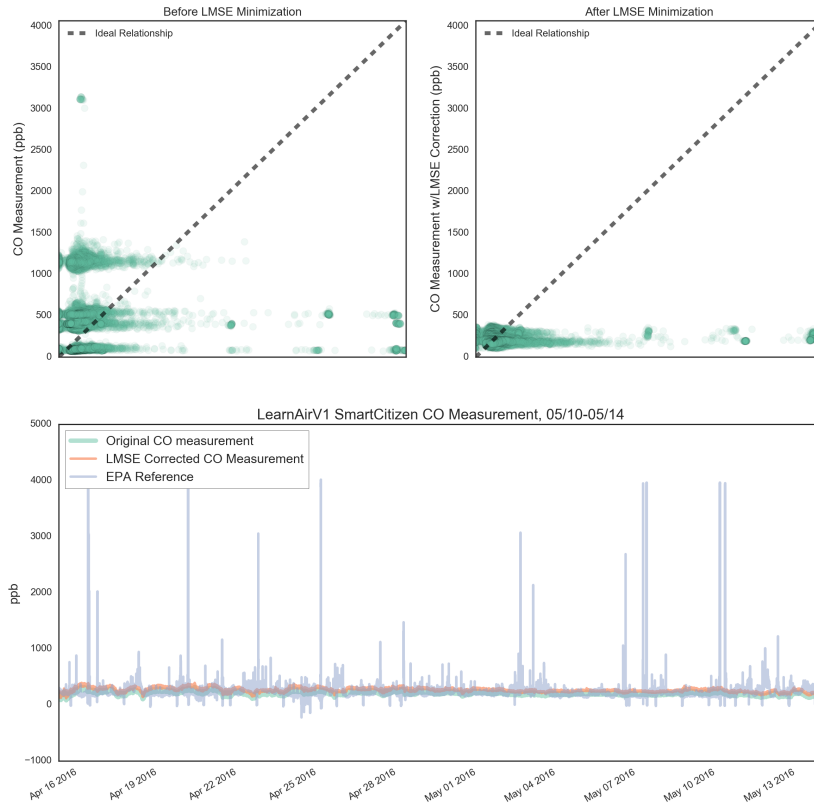 Before LMSE Minimization
After LMSE Minimization
4000
3500
3000
2500
2000
1500
1000
500
0
CO Measurement (ppb)
Ideal Relationship
4000
3500
3000
2500
2000
1500
1000
500
0
CO Measurement w/LMSE Correction (ppb)
Ideal Relationship
LearnAirV1 SmartCitizen CO Measurement, 05/10-05/14
5000
4000
3000
2000
1000
0
−1000
ppb
Original CO measurement
LMSE Corrected CO Measurement
EPA Reference
Apr 16 2016
Apr 19 2016
Apr 22 2016
Apr 25 2016
Apr 28 2016
May 01 2016
May 04 2016
May 07 2016
May 10 2016
May 13 2016